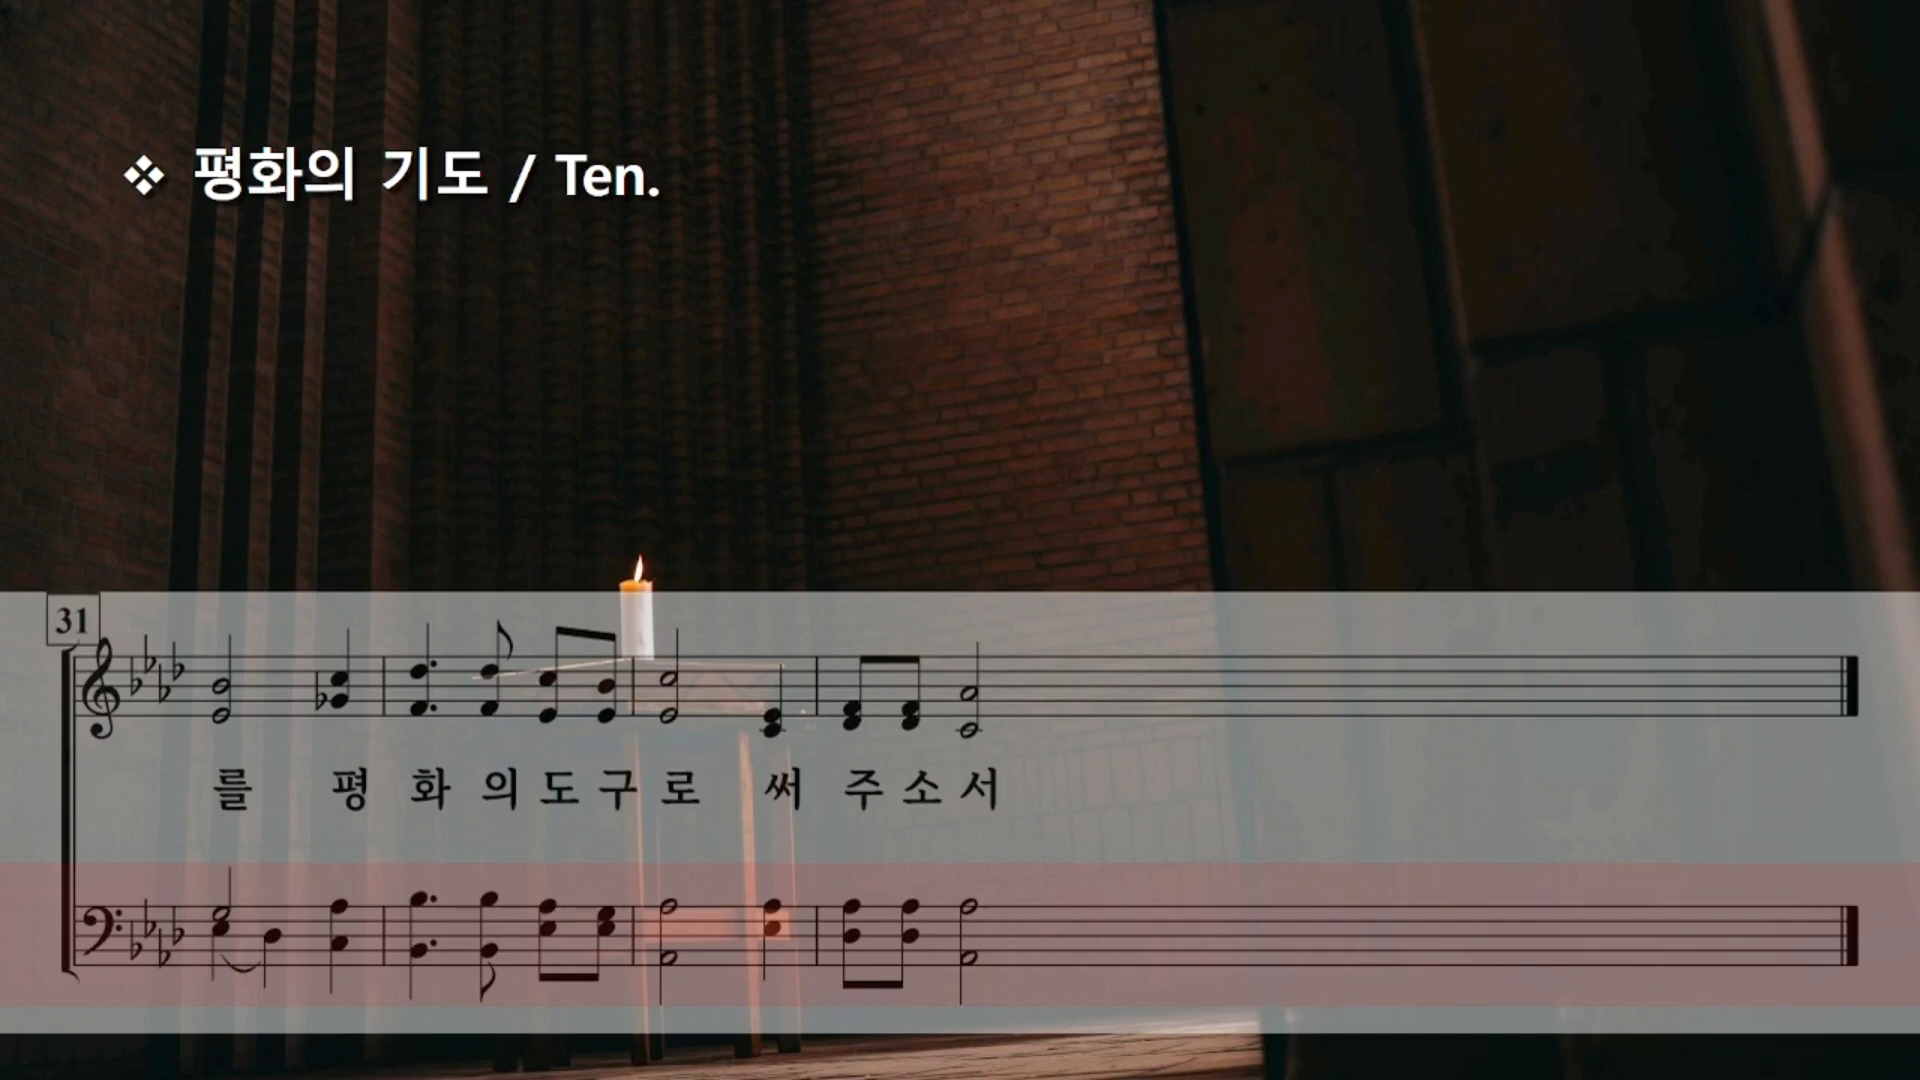 ❖ 평화의 기도 / Ten.
31
를 평 화 의 도 구 로 써 주 소 서